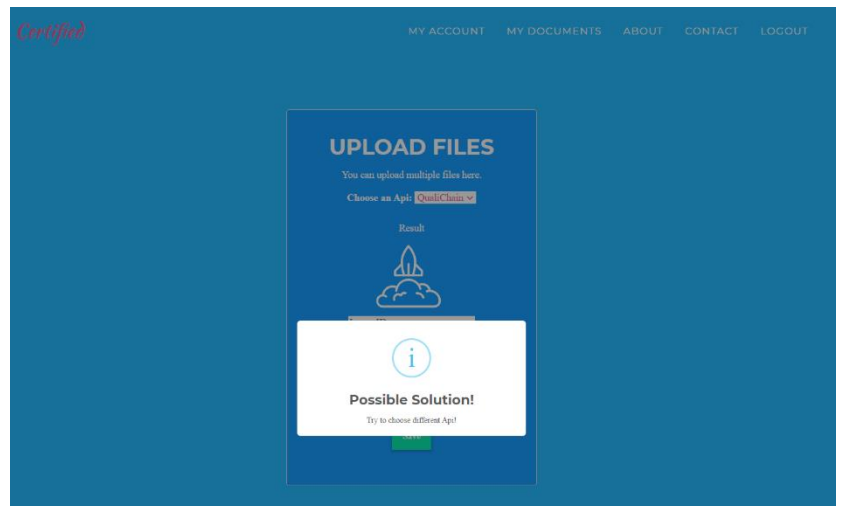 Certified
MY ACCOUNT MY DOCUMENTS ABOUT CONTACT LOGOUT
UPLOAD FILES
You can upload multiple files here.
Choose an Api: QualiChain
Result
i
Possible Solution!
Try to choose different Api!
Save